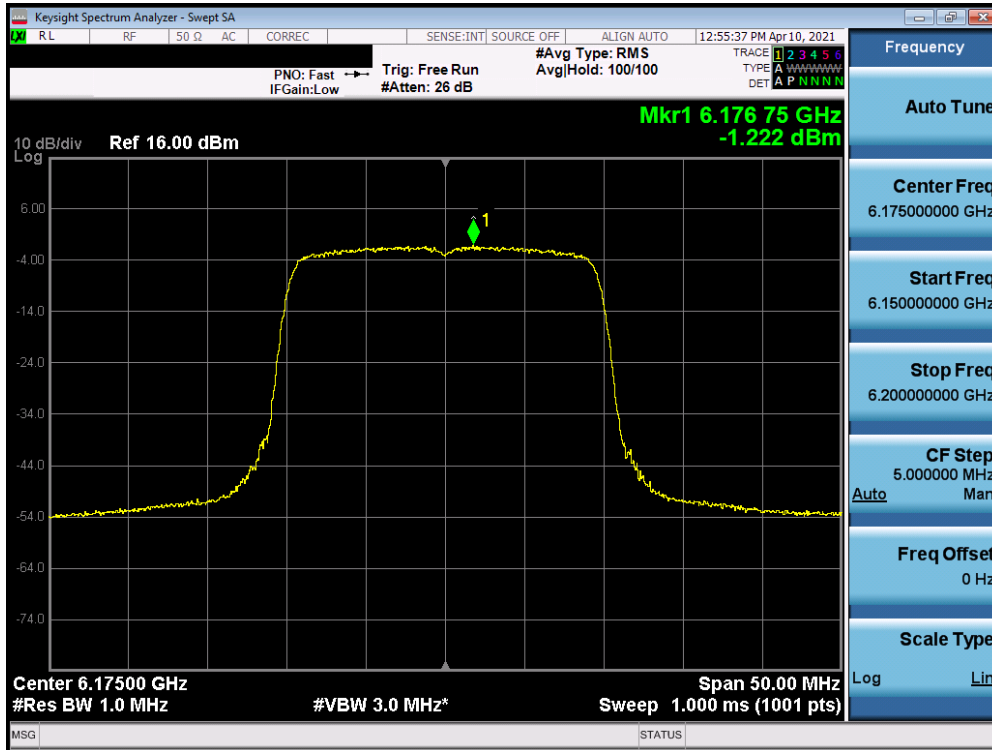 Keysight Spectrum Analyzer - Swept SA
LXI RL RF 50 Ω AC CORREC SENSE:INT SOURCE OFF ALIGN AUTO 12:55:37 PM Apr 10, 2021
PNO: Fast
IFGain:Low
Trig: Free Run
#Atten: 26 dB
#Avg Type: RMS
Avg|Hold: 100/100
TRACE 1 2 3 4 5 6
TYPE A WWWWW
DET A P N N N N
Mkr1 6.176 75 GHz
-1.222 dBm
10 dB/div Ref 16.00 dBm
Log
1
6.00
-4.00
-14.0
-24.0
-34.0
-44.0
-54.0
-64.0
-74.0
Center 6.17500 GHz Span 50.00 MHz
#Res BW 1.0 MHz #VBW 3.0 MHz* Sweep 1.000 ms (1001 pts)
MSG STATUS
Frequency
Auto Tune
Center Freq
6.175000000 GHz
Start Freq
6.150000000 GHz
Stop Freq
6.200000000 GHz
CF Step
5.000000 MHz
Auto Man
Freq Offset
0 Hz
Scale Type
Log Lin